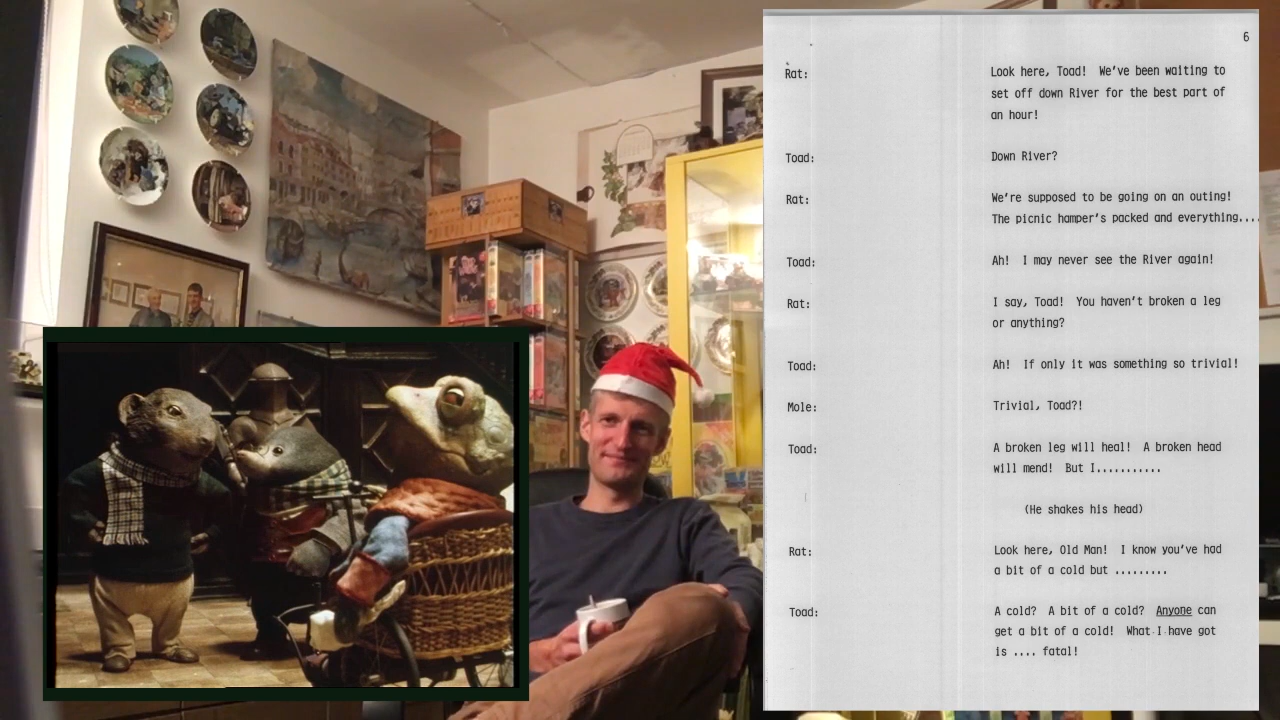 6
Rat: Look here, Toad! We've been waiting to
set off down River for the best part of
an hour!
Toad: Down River?
Rat: We're supposed to be going on an outing!
The picnic hamper's packed and everything....
Toad: Ah! I may never see the River again!
Rat: I say, Toad! You haven't broken a leg
or anything?
Toad: Ah! If only it was something so trivial!
Mole: Trivial, Toad?!
Toad: A broken leg will heal! A broken head
will mend! But I...........
(He shakes his head)
Rat: Look here, Old Man! I know you've had
a bit of a cold but .........
Toad: A cold? A bit of a cold? Anyone can
get a bit of a cold! What I have got
is .... fatal!